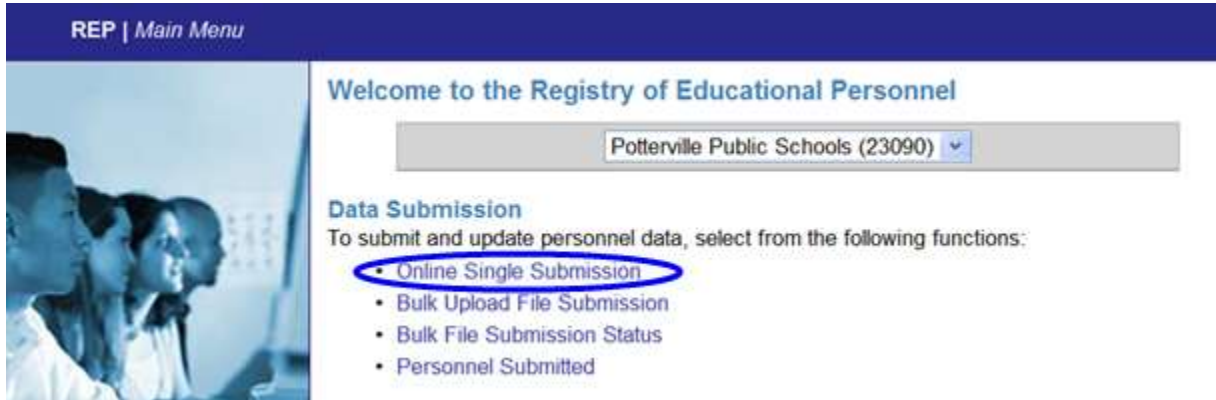 REP | Main Menu
Welcome to the Registry of Educational Personnel
Potterville Public Schools (23090)
Data Submission
To submit and update personnel data, select from the following functions:
• Online Single Submission
• Bulk Upload File Submission
• Bulk File Submission Status
• Personnel Submitted